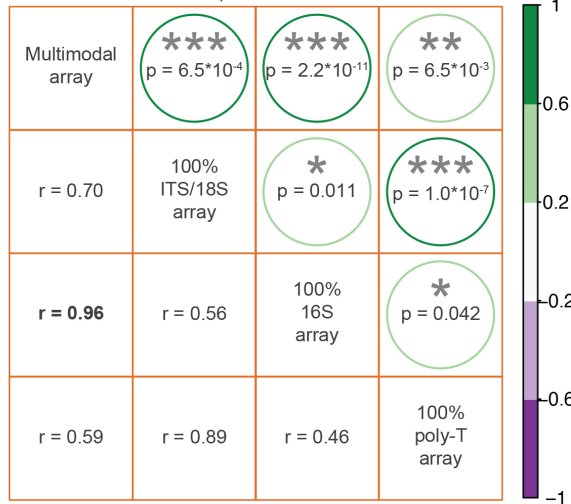 Multimodal
array
***
p = 6.5*10⁻⁴
***
p = 2.2*10⁻¹¹
**
p = 6.5*10⁻³
r = 0.70
100%
ITS/18S
array
*
p = 0.011
***
p = 1.0*10⁻⁷
r = 0.96
r = 0.56
100%
16S
array
*
p = 0.042
r = 0.59
r = 0.89
r = 0.46
100%
poly-T
array
1
0.6
0.2
-0.2
-0.6
-1